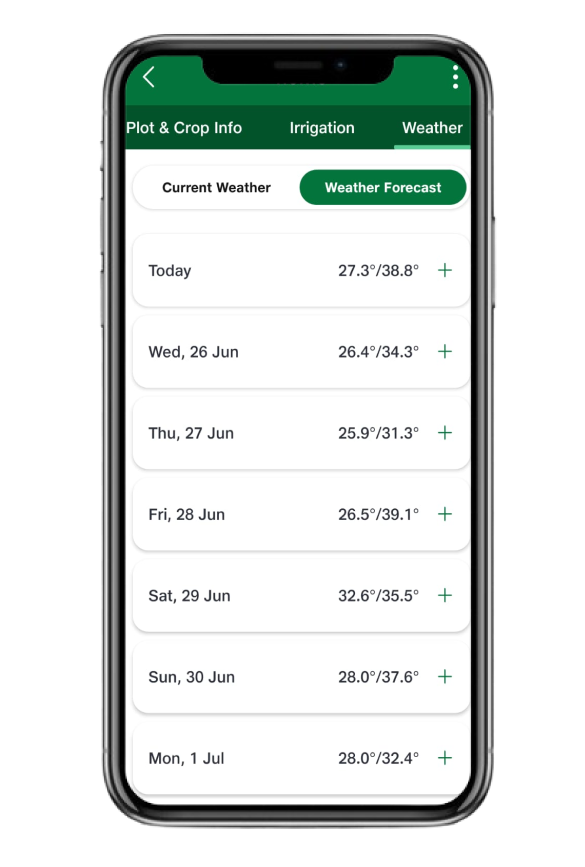 Plot & Crop Info Irrigation Weather
Current Weather Weather Forecast
Today 27.3°/38.8° +
Wed, 26 Jun 26.4°/34.3° +
Thu, 27 Jun 25.9°/31.3° +
Fri, 28 Jun 26.5°/39.1° +
Sat, 29 Jun 32.6°/35.5° +
Sun, 30 Jun 28.0°/37.6° +
Mon, 1 Jul 28.0°/32.4° +